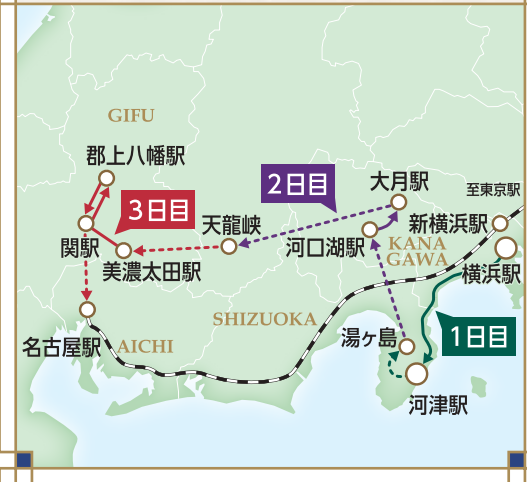 GIFU
郡上八幡駅
2日目
大月駅
至東京駅
3日目
天龍峡
新横浜駅
関駅
河口湖駅
KANA
GAWA
美濃太田駅
横浜駅
SHIZUOKA
湯ヶ島
1日目
名古屋駅
AICHI
河津駅